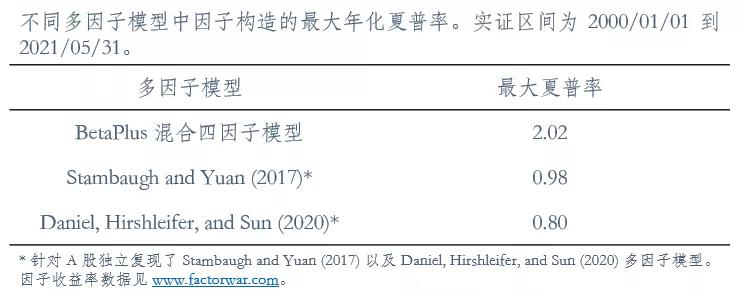 不同多因子模型中因子构造的最大年化夏普率。实证区间为 2000/01/01 到
2021/05/31。
多因子模型 最大夏普率
BetaPlus 混合四因子模型 2.02
Stambaugh and Yuan (2017)* 0.98
Daniel, Hirshleifer, and Sun (2020)* 0.80
* 针对 A 股独立复现了 Stambaugh and Yuan (2017) 以及 Daniel, Hirshleifer, and Sun (2020) 多因子模型。
因子收益率数据见 www.factorwar.com。